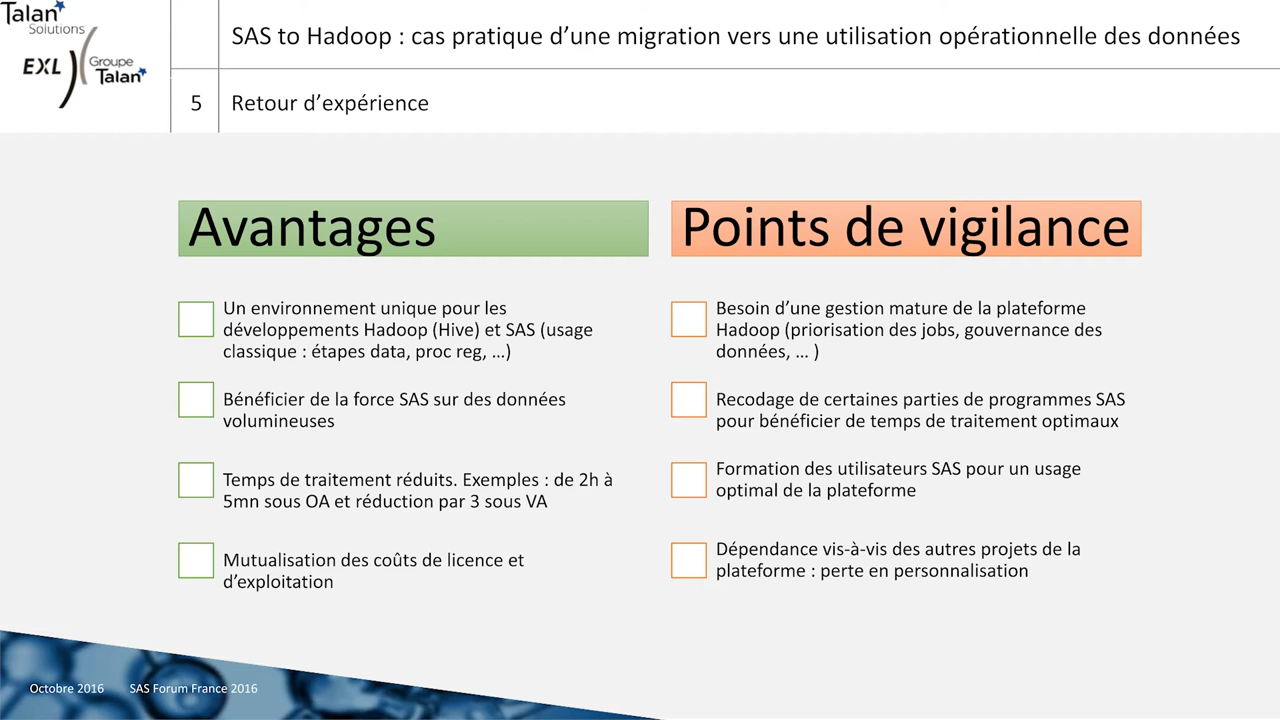 Talan
Solutions
EXL
Groupe
Talan
SAS to Hadoop : cas pratique d’une migration vers une utilisation opérationnelle des données
5
Retour d’expérience
Avantages
Un environnement unique pour les
développements Hadoop (Hive) et SAS (usage
classique : étapes data, proc reg, …)
Bénéficier de la force SAS sur des données
volumineuses
Temps de traitement réduits. Exemples : de 2h à
5mn sous OA et réduction par 3 sous VA
Mutualisation des coûts de licence et
d’exploitation
Points de vigilance
Besoin d’une gestion mature de la plateforme
Hadoop (priorisation des jobs, gouvernance des
données, … )
Recodage de certaines parties de programmes SAS
pour bénéficier de temps de traitement optimaux
Formation des utilisateurs SAS pour un usage
optimal de la plateforme
Dépendance vis-à-vis des autres projets de la
plateforme : perte en personnalisation
Octobre 2016
SAS Forum France 2016